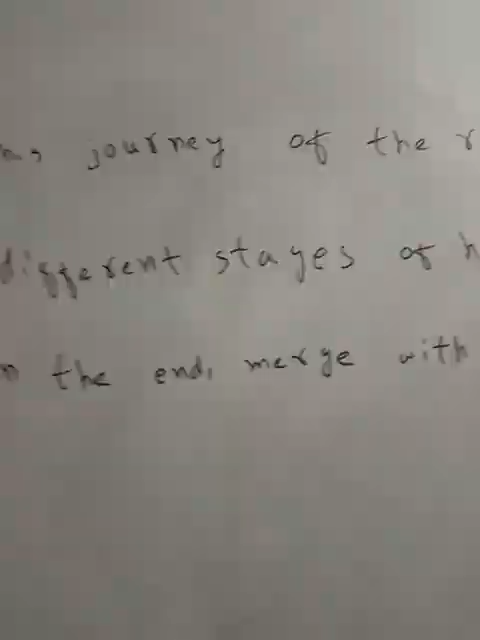 journey of the
different stages of
the end, merge with